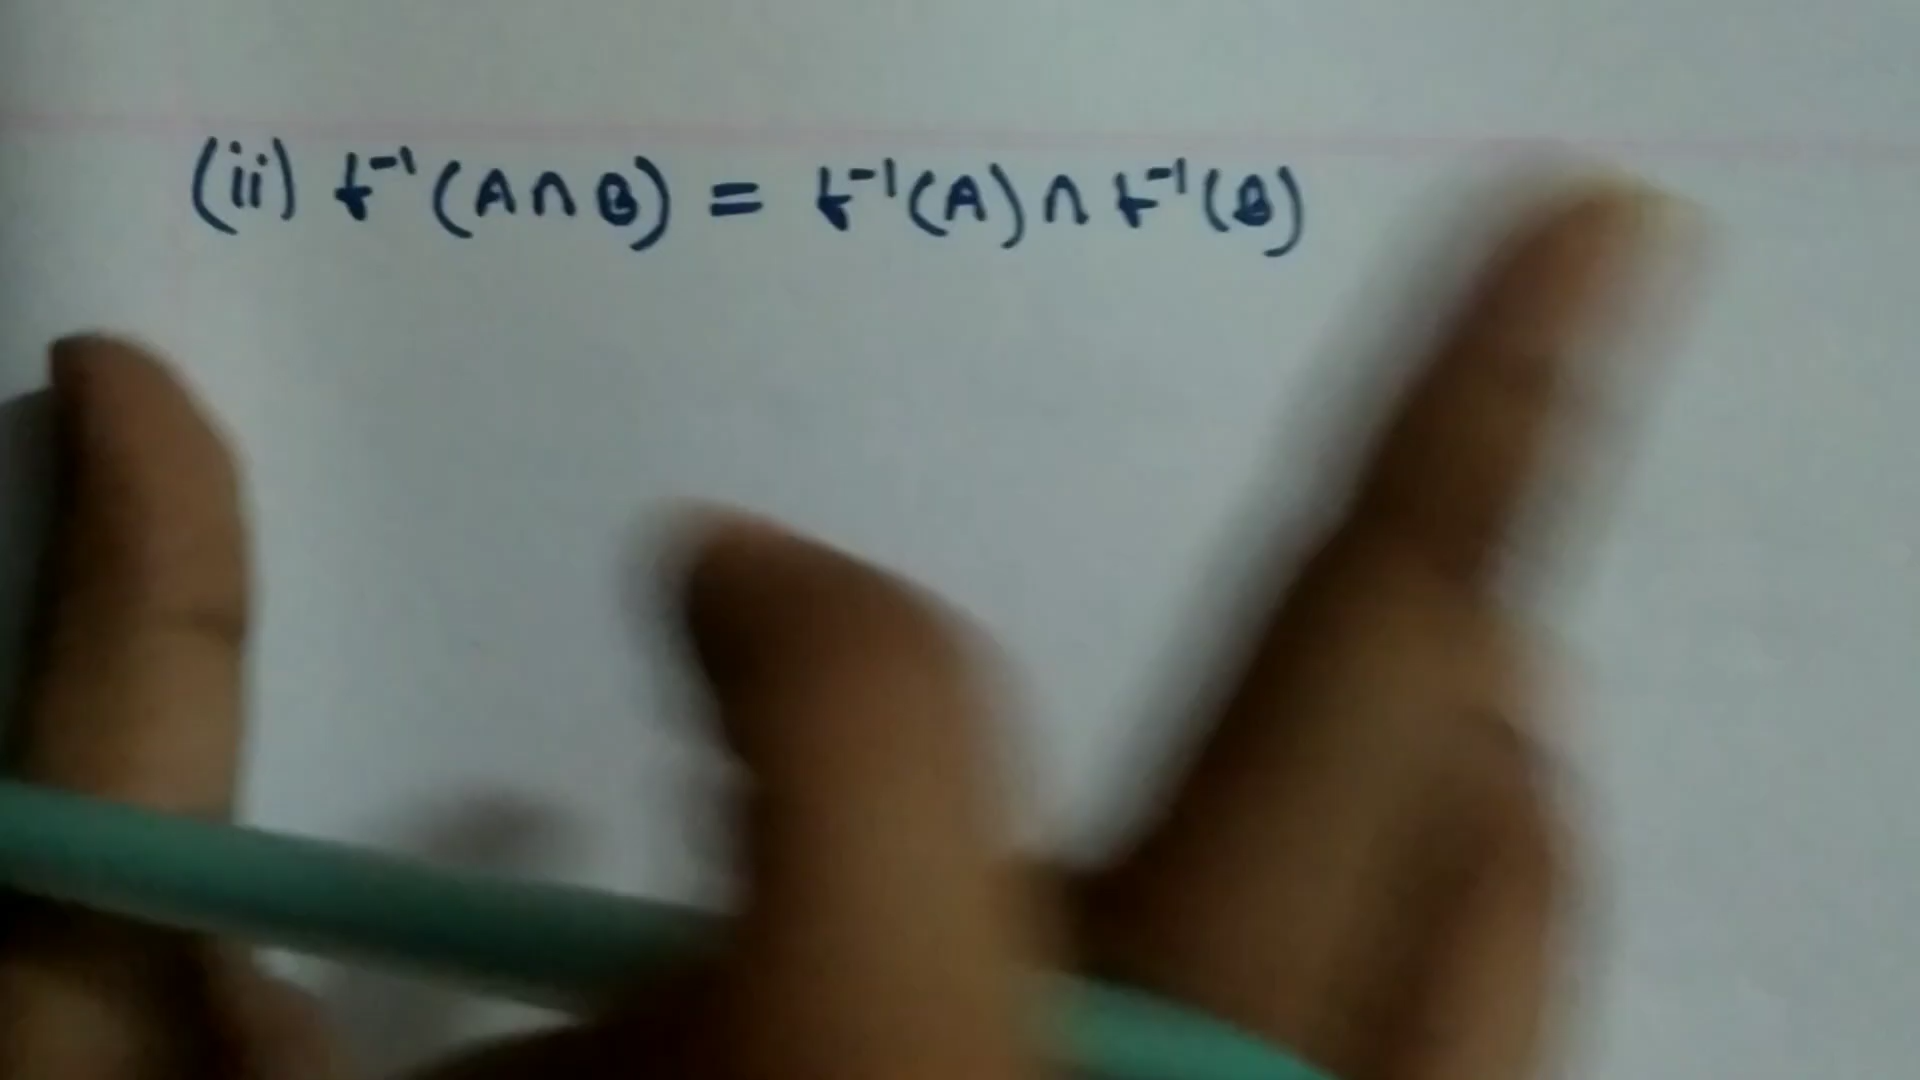 (ii) f⁻¹(A∩B) = f⁻¹(A)∩f⁻¹(B)